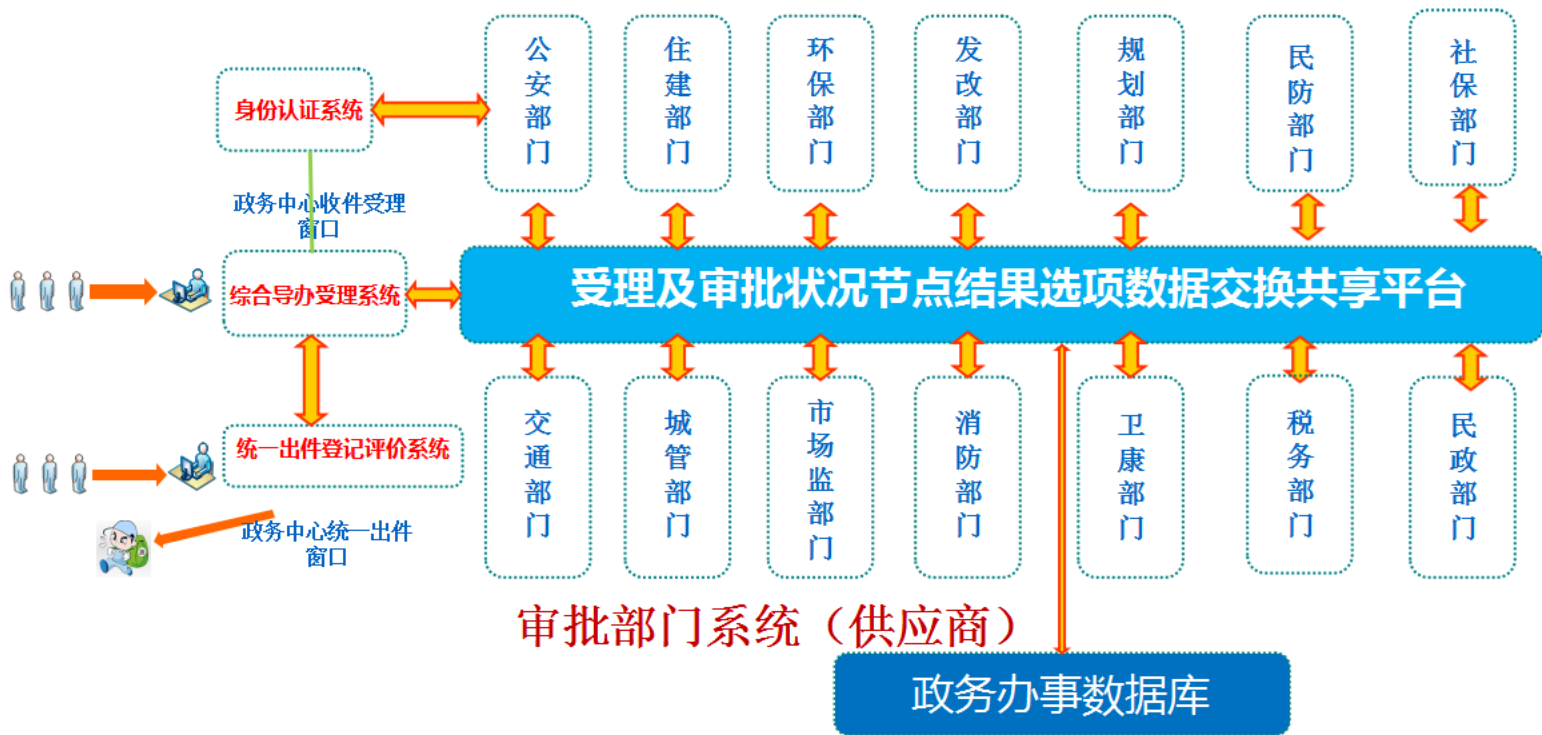 公安部门
住建部门
环保部门
发改部门
规划部门
民防部门
社保部门
身份认证系统
政务中心收件受理
窗口
综合导办受理系统
受理及审批状况节点结果选项数据交换共享平台
统一出件登记评价系统
政务中心统一出件
窗口
交通部门
城管部门
市场监部门
消防部门
卫康部门
税务部门
民政部门
审批部门系统（供应商）
政务办事数据库